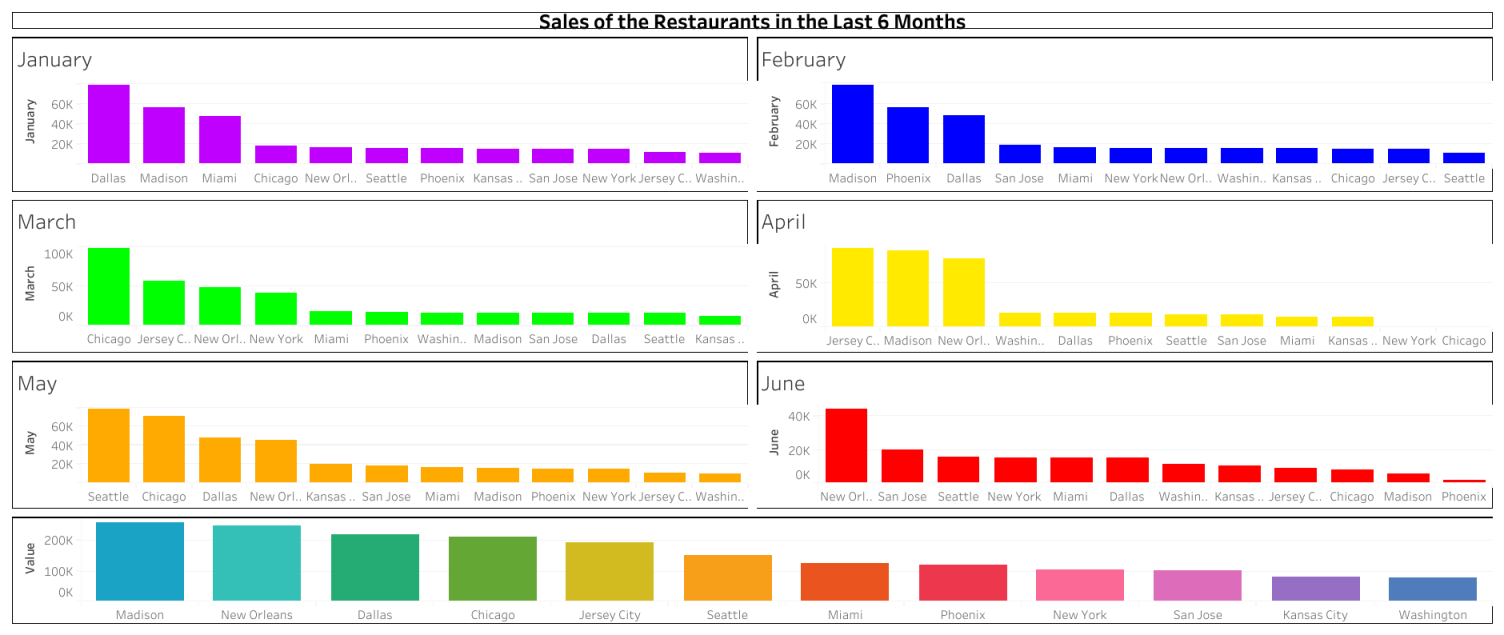 Sales of the Restaurants in the Last 6 Months
January
January
60K
40K
20K
Dallas Madison Miami Chicago New Orl.. Seattle Phoenix Kansas .. San Jose New York Jersey C.. Washin..
February
February
60K
40K
20K
Madison Phoenix Dallas San Jose Miami New York New Orl.. Washin.. Kansas .. Chicago Jersey C.. Seattle
March
March
100K
50K
0K
Chicago Jersey C.. New Orl.. New York Miami Phoenix Washin.. Madison San Jose Dallas Seattle Kansas ..
April
April
50K
0K
Jersey C.. Madison New Orl.. Washin.. Dallas Phoenix Seattle San Jose Miami Kansas .. New York Chicago
May
May
60K
40K
20K
Seattle Chicago Dallas New Orl.. Kansas .. San Jose Miami Madison Phoenix New York Jersey C.. Washin..
June
June
40K
20K
0K
New Orl.. San Jose Seattle New York Miami Dallas Washin.. Kansas .. Jersey C.. Chicago Madison Phoenix
Value
200K
100K
0K
Madison New Orleans Dallas Chicago Jersey City Seattle Miami Phoenix New York San Jose Kansas City Washington